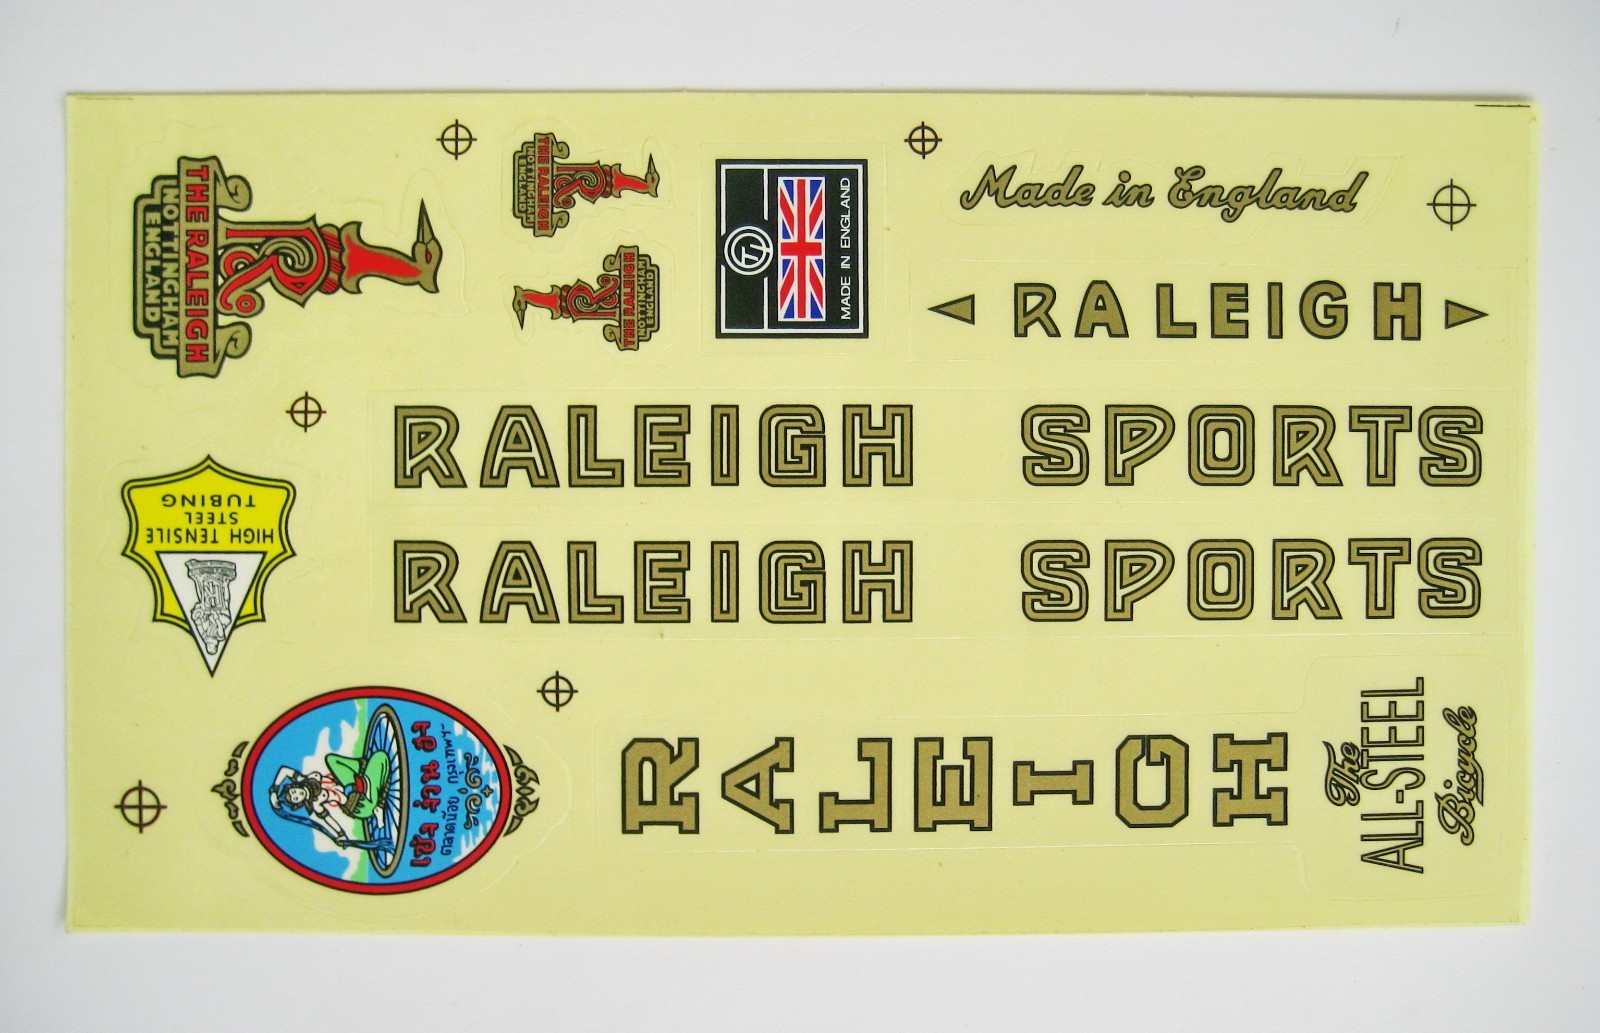 THE RALEIGH
NOTTINGHAM
ENGLAND
THE RALEIGH
NOTTINGHAM
ENGLAND
THE RALEIGH
NOTTINGHAM
ENGLAND
MADE IN ENGLAND
Made in England
RALEIGH
RALEIGH SPORTS
RALEIGH SPORTS
HIGH TENSILE
STEEL
TUBING
RALEIGH
The
ALL-STEEL
Bicycle